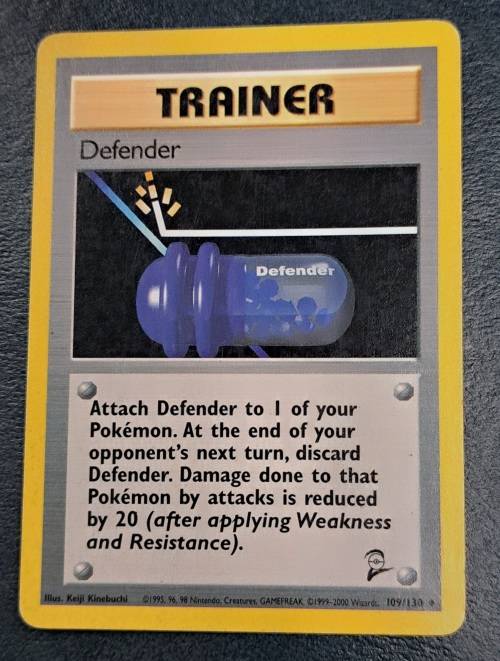 TRAINER
Defender
Defender
Attach Defender to 1 of your
Pokémon. At the end of your
opponent's next turn, discard
Defender. Damage done to that
Pokémon by attacks is reduced
by 20 (after applying Weakness
and Resistance).
Illus. Keiji Kinebuchi ©1995, 96, 98 Nintendo, Creatures, GAMEFREAK. ©1999-2000 Wizards. 109/130 ◆